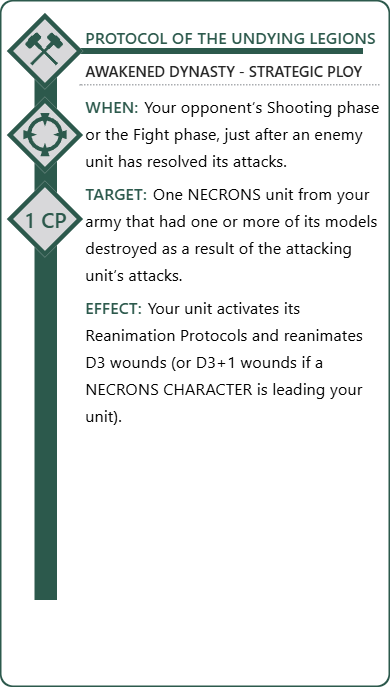 PROTOCOL OF THE UNDYING LEGIONS
AWAKENED DYNASTY - STRATEGIC PLOY
WHEN: Your opponent’s Shooting phase
or the Fight phase, just after an enemy
unit has resolved its attacks.
1 CP
TARGET: One NECRONS unit from your
army that had one or more of its models
destroyed as a result of the attacking
unit’s attacks.
EFFECT: Your unit activates its
Reanimation Protocols and reanimates
D3 wounds (or D3+1 wounds if a
NECRONS CHARACTER is leading your
unit).